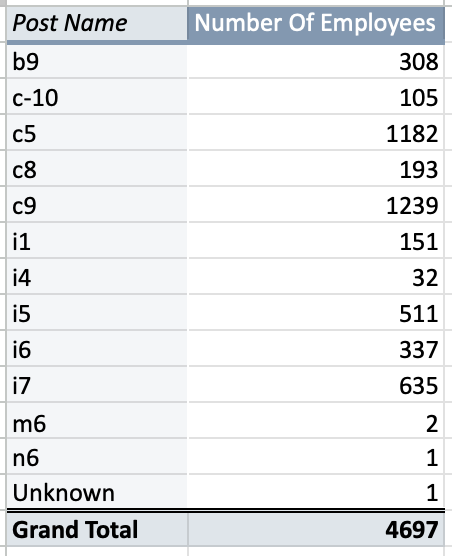 Post Name Number Of Employees
b9 308
c-10 105
c5 1182
c8 193
c9 1239
i1 151
i4 32
i5 511
i6 337
i7 635
m6 2
n6 1
Unknown 1
Grand Total 4697